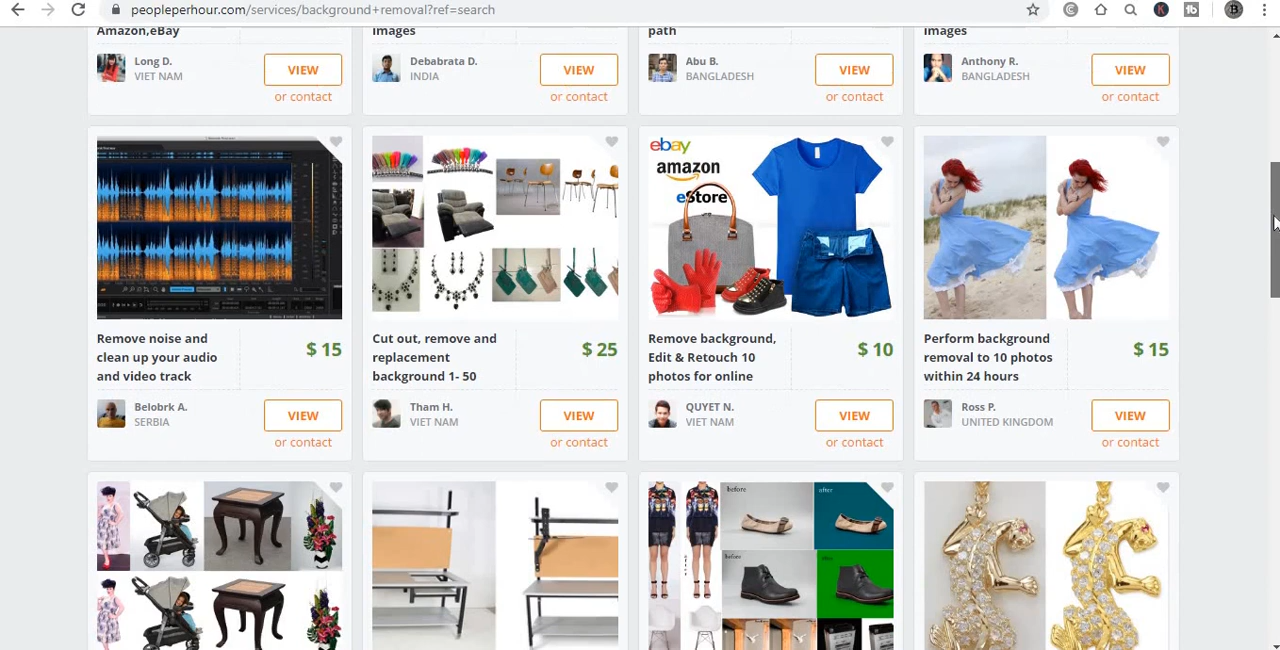 peopleperhour.com/services/background+removal?ref=search
Amazon,eBay
images
path
images
Long D.
VIET NAM
VIEW
or contact
Debabrata D.
INDIA
VIEW
or contact
Abu B.
BANGLADESH
VIEW
or contact
Anthony R.
BANGLADESH
VIEW
or contact
ebay
amazon
eStore
Remove noise and
clean up your audio
and video track
$ 15
Cut out, remove and
replacement
background 1- 50
$ 25
Remove background,
Edit & Retouch 10
photos for online
$ 10
Perform background
removal to 10 photos
within 24 hours
$ 15
Belobrk A.
SERBIA
VIEW
or contact
Tham H.
VIET NAM
VIEW
or contact
QUYET N.
VIET NAM
VIEW
or contact
Ross P.
UNITED KINGDOM
VIEW
or contact
before
after
Before